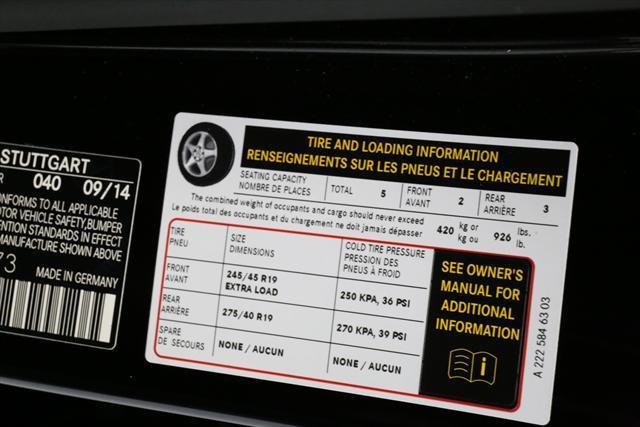 STUTTGART
040 09/14
ONFORMS TO ALL APPLICABLE
OTOR VEHICLE SAFETY, BUMPER
ENTION STANDARDS IN EFFECT
MANUFACTURE SHOWN ABOVE
73
MADE IN GERMANY
TIRE AND LOADING INFORMATION
RENSEIGNEMENTS SUR LES PNEUS ET LE CHARGEMENT
SEATING CAPACITY
NOMBRE DE PLACES
TOTAL 5
FRONT
AVANT
2
REAR
ARRIÈRE
3
The combined weight of occupants and cargo should never exceed
Le poids total des occupants et du chargement ne doit jamais dépasser
420 kg or
kg ou
926 lbs.
lb.
TIRE
PNEU
SIZE
DIMENSIONS
COLD TIRE PRESSURE
PRESSION DES
PNEUS À FROID
FRONT
AVANT
245/45 R19
EXTRA LOAD
250 KPA, 36 PSI
REAR
ARRIÈRE
275/40 R19
270 KPA, 39 PSI
SPARE
DE SECOURS
NONE / AUCUN
NONE / AUCUN
SEE OWNER'S
MANUAL FOR
ADDITIONAL
INFORMATION
i
A 222 584 63 03